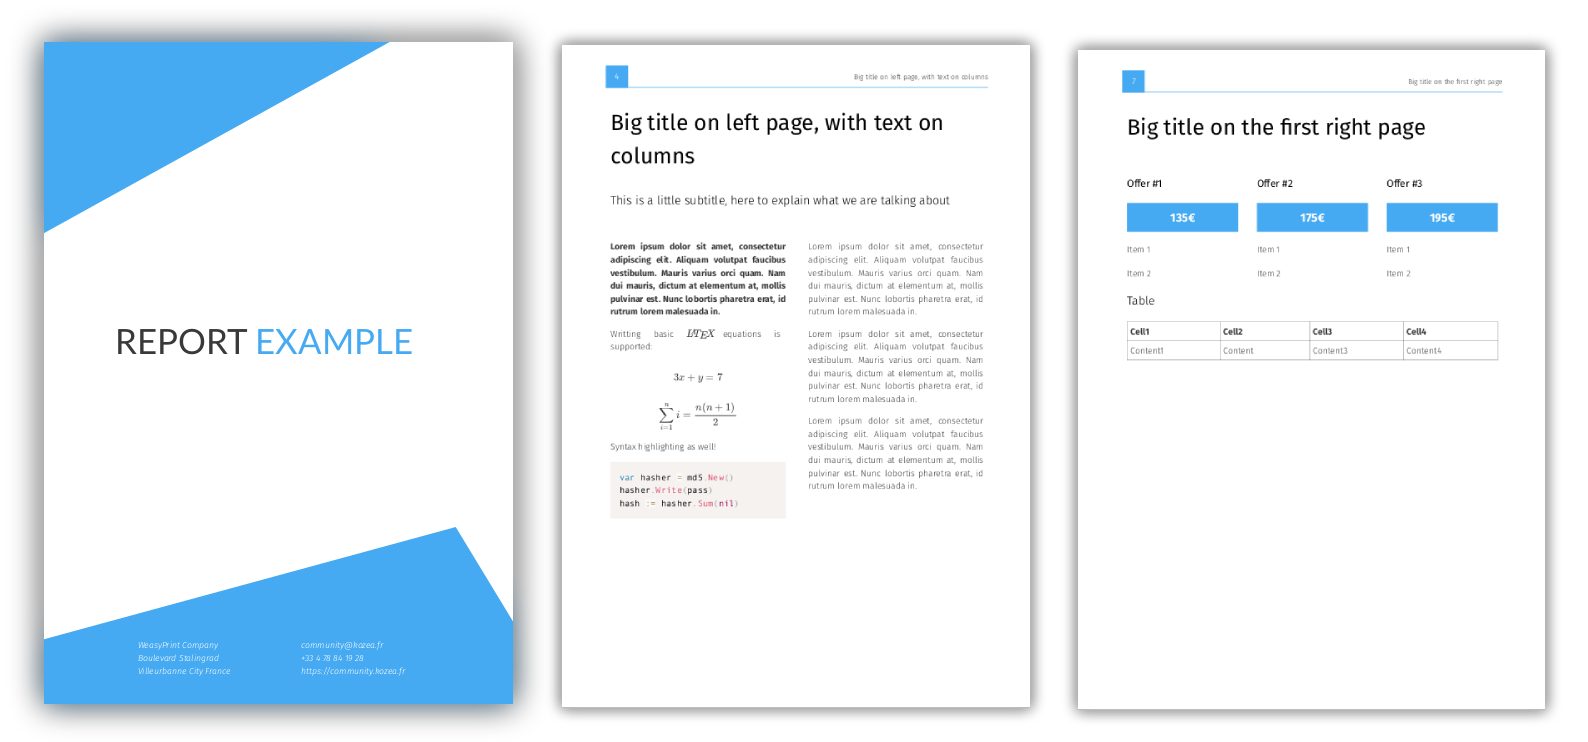 REPORT EXAMPLE
WeasyPrint Company
Boulevard Stalingrad
Villeurbanne City France
community@kozea.fr
+33 4 78 84 19 28
https://community.kozea.fr
4
Big title on left page, with text on columns
Big title on left page, with text on
columns
This is a little subtitle, here to explain what we are talking about
Lorem ipsum dolor sit amet, consectetur
adipiscing elit. Aliquam volutpat faucibus
vestibulum. Mauris varius orci quam. Nam
dui mauris, dictum at elementum at, mollis
pulvinar est. Nunc lobortis pharetra erat, id
rutrum lorem malesuada in.
Writting basic LATEX equations is
supported:
3x + y = 7
n∑i=1 i = n(n + 1)/2
Syntax highlighting as well!
var hasher = md5.New()
hasher.Write(pass)
hash := hasher.Sum(nil)
Lorem ipsum dolor sit amet, consectetur
adipiscing elit. Aliquam volutpat faucibus
vestibulum. Mauris varius orci quam. Nam
dui mauris, dictum at elementum at, mollis
pulvinar est. Nunc lobortis pharetra erat, id
rutrum lorem malesuada in.
Lorem ipsum dolor sit amet, consectetur
adipiscing elit. Aliquam volutpat faucibus
vestibulum. Mauris varius orci quam. Nam
dui mauris, dictum at elementum at, mollis
pulvinar est. Nunc lobortis pharetra erat, id
rutrum lorem malesuada in.
Lorem ipsum dolor sit amet, consectetur
adipiscing elit. Aliquam volutpat faucibus
vestibulum. Mauris varius orci quam. Nam
dui mauris, dictum at elementum at, mollis
pulvinar est. Nunc lobortis pharetra erat, id
rutrum lorem malesuada in.
7
Big title on the first right page
Big title on the first right page
Offer #1 Offer #2 Offer #3
135€ 175€ 195€
Item 1 Item 1 Item 1
Item 2 Item 2 Item 2
Table
Cell1 Cell2 Cell3 Cell4
Content1 Content Content3 Content4